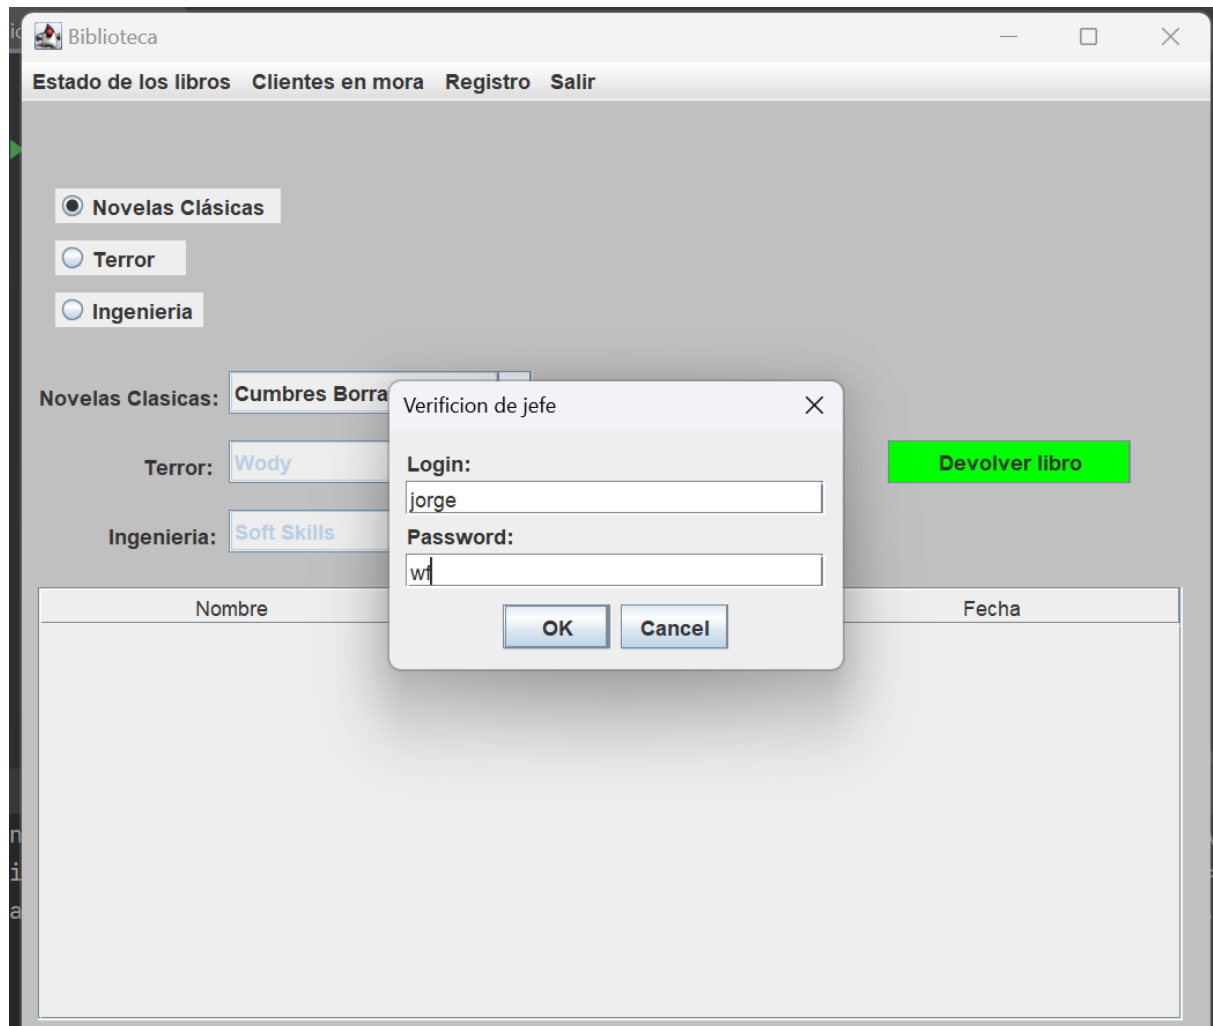 Biblioteca
Estado de los libros Clientes en mora Registro Salir
Novelas Clásicas
Terror
Ingenieria
Novelas Clasicas: Cumbres Borra
Verificion de jefe
Login:
jorge
Password:
wf
OK Cancel
Terror: Wody
Devolver libro
Ingenieria: Soft Skills
Nombre Fecha